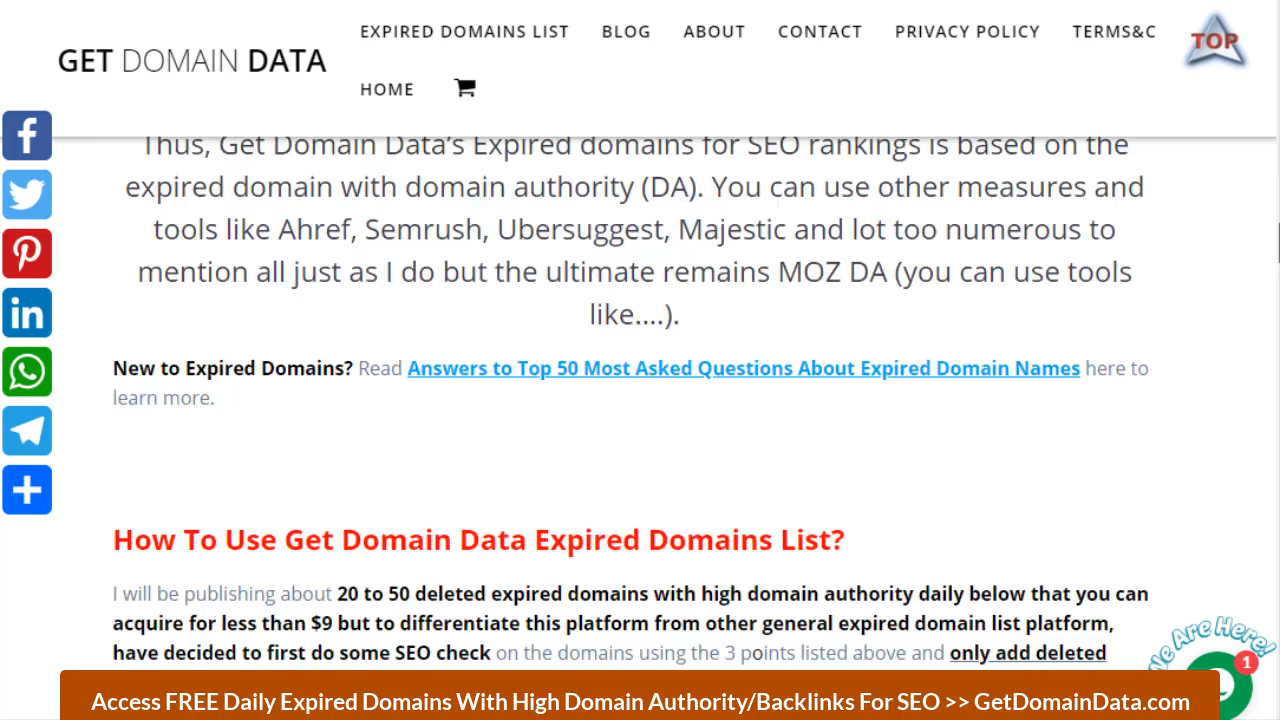 EXPIRED DOMAINS LIST BLOG ABOUT CONTACT PRIVACY POLICY TERMS&C
TOP
GET DOMAIN DATA
HOME
Thus, Get Domain Data's Expired domains for SEO rankings is based on the
expired domain with domain authority (DA). You can use other measures and
tools like Ahref, Semrush, Ubersuggest, Majestic and lot too numerous to
mention all just as I do but the ultimate remains MOZ DA (you can use tools
like....).
New to Expired Domains? Read Answers to Top 50 Most Asked Questions About Expired Domain Names here to
learn more.
How To Use Get Domain Data Expired Domains List?
I will be publishing about 20 to 50 deleted expired domains with high domain authority daily below that you can
acquire for less than $9 but to differentiate this platform from other general expired domain list platform,
have decided to first do some SEO check on the domains using the 3 points listed above and only add deleted
We Are Here!
1
Access FREE Daily Expired Domains With High Domain Authority/Backlinks For SEO >> GetDomainData.com